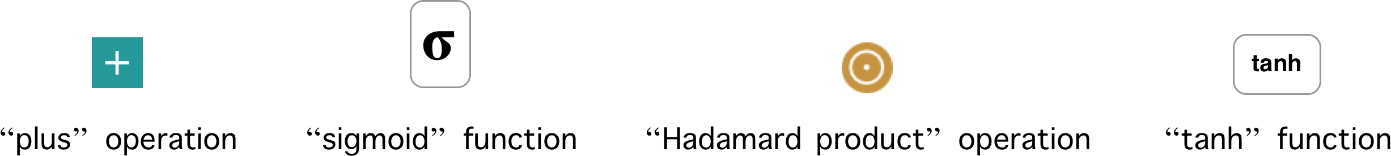 +
σ
tanh
“plus” operation
“sigmoid” function
“Hadamard product” operation
“tanh” function